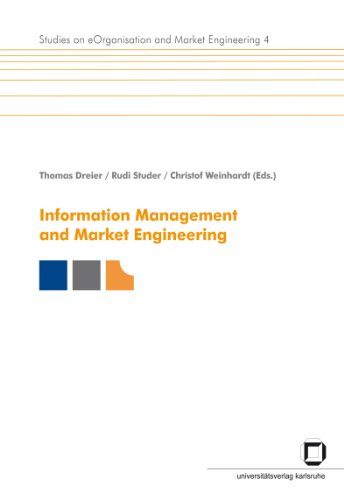 Studies on eOrganisation and Market Engineering 4
Thomas Dreier / Rudi Studer / Christof Weinhardt (Eds.)
Information Management
and Market Engineering
universitätsverlag karlsruhe